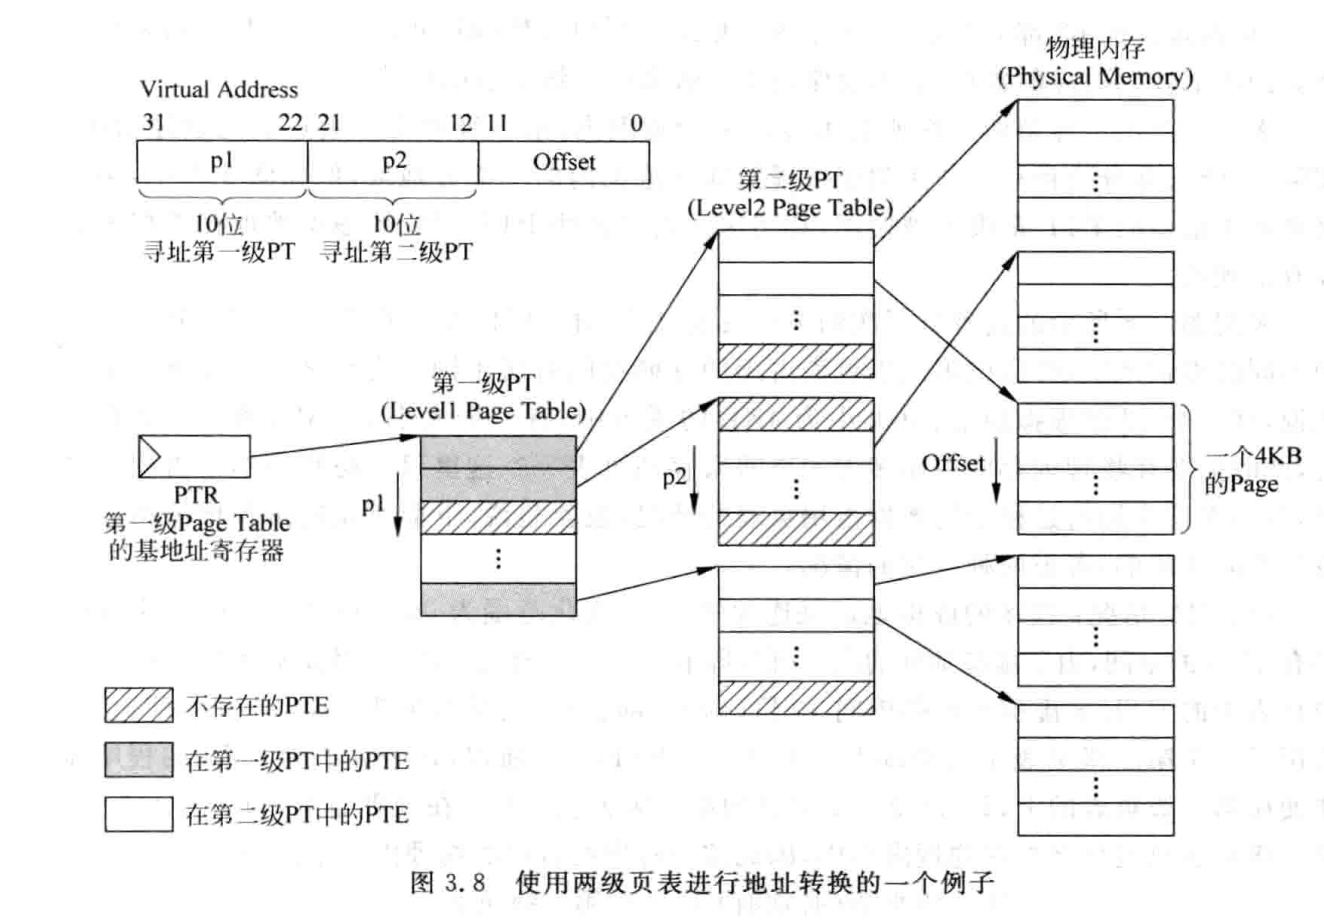 Virtual Address
31 22 21 12 11 0
p1 p2 Offset
10位
寻址第一级PT
10位
寻址第二级PT
物理内存
(Physical Memory)
第二级PT
(Level2 Page Table)
第一级PT
(Level1 Page Table)
PTR
第一级Page Table
的基地址寄存器
p1
p2
Offset
一个4KB
的Page
不存在的PTE
在第一级PT中的PTE
在第二级PT中的PTE
图 3.8 使用两级页表进行地址转换的一个例子